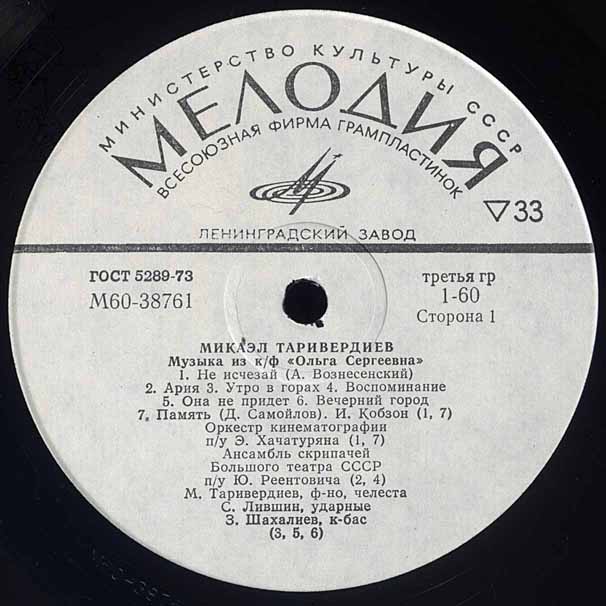 МИНИСТЕРСТВО КУЛЬТУРЫ СССР
МЕЛОДИЯ
ВСЕСОЮЗНАЯ ФИРМА ГРАМПЛАСТИНОК
▽33
ЛЕНИНГРАДСКИЙ ЗАВОД
ГОСТ 5289-73
М60-38761
третья гр
1-60
Сторона 1
МИКАЭЛ ТАРИВЕРДИЕВ
Музыка из к/ф «Ольга Сергеевна»
1. Не исчезай (А. Вознесенский)
2. Ария 3. Утро в горах 4. Воспоминание
5. Она не придет 6. Вечерний город
7. Память (Д. Самойлов). И. Кобзон (1, 7)
Оркестр кинематографии
п/у Э. Хачатуряна (1, 7)
Ансамбль скрипачей
Большого театра СССР
п/у Ю. Реентовича (2, 4)
М. Таривердиев, ф-но, челеста
С. Лившин, ударные
З. Шахалиев, к-бас
(3, 5, 6)